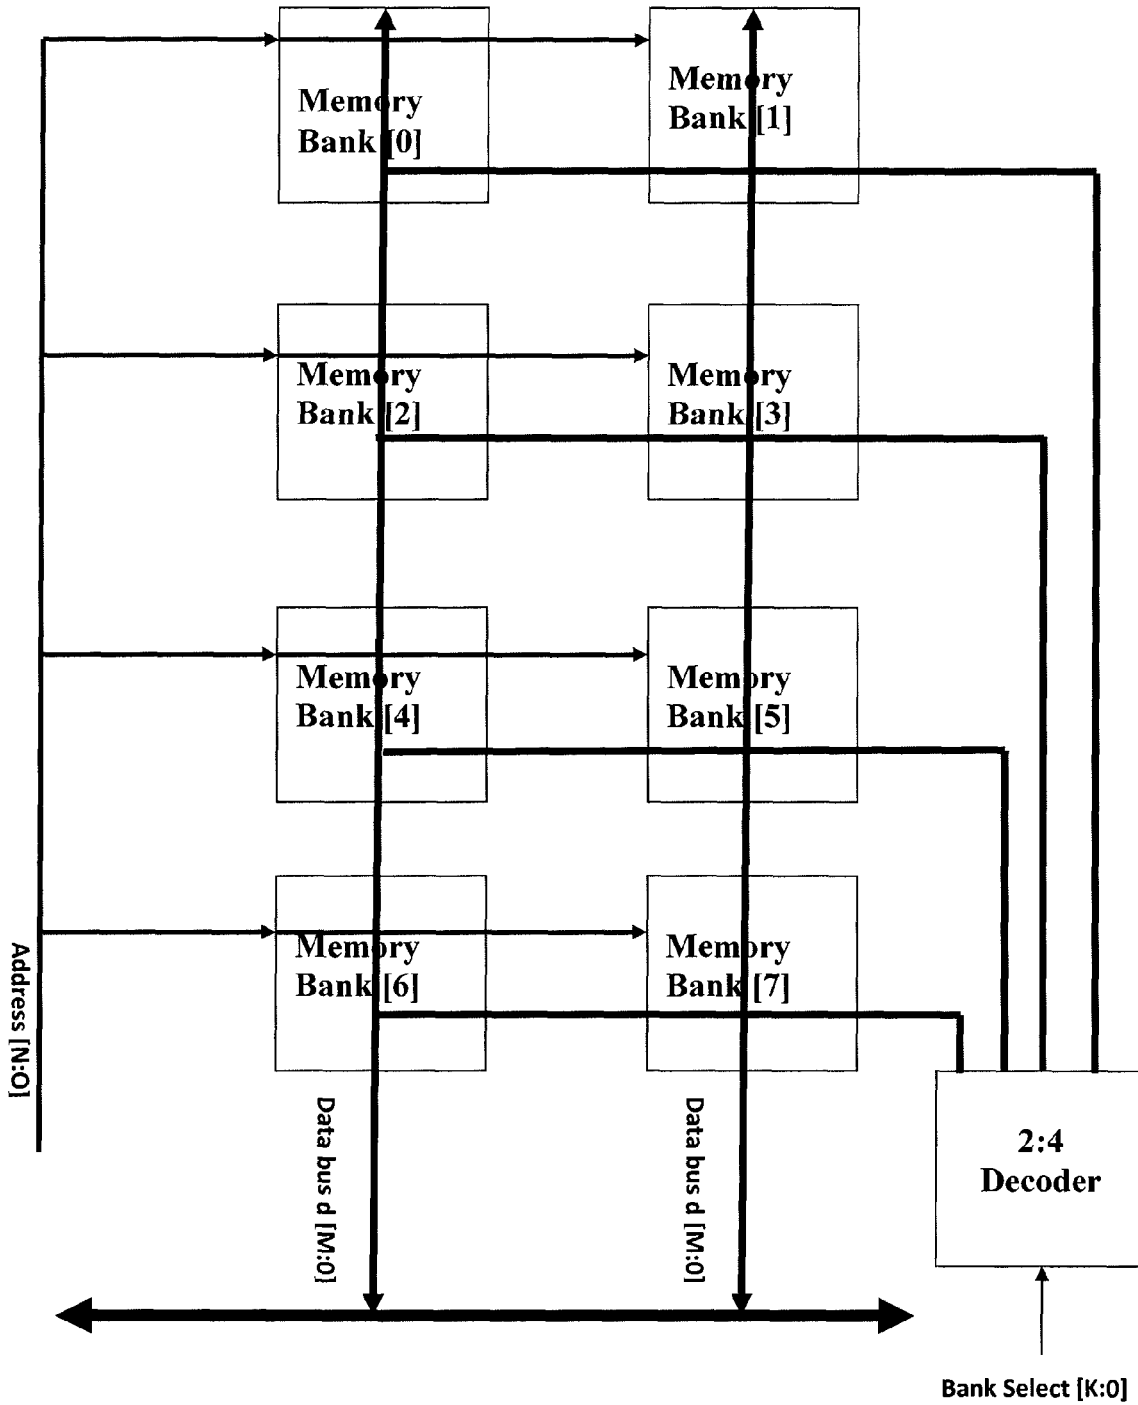 Memory
Bank [0]
Memory
Bank [1]
Memory
Bank [2]
Memory
Bank [3]
Memory
Bank [4]
Memory
Bank [5]
Memory
Bank [6]
Memory
Bank [7]
Address [N:O]
Data bus d [M:0]
Data bus d [M:0]
2:4
Decoder
Bank Select [K:0]